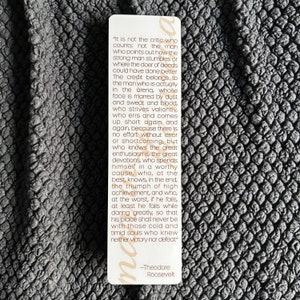 "It is not the critic who
counts; not the man
who points out how the
strong man stumbles or
where the doer of deeds
could have done better.
The credit belongs to
the man who is actually
in the arena, whose
face is marred by dust
and sweat and blood,
who strives valiantly,
who errs and comes
up short again and
again, because there is
no effort without error
or shortcoming, but
who knows the great
enthusiasms, the great
devotions, who spends
himself in a worthy
cause; who, at the
best, knows, in the end,
the triumph of high
achievement, and who,
at the worst, if he fails,
at least he fails while
daring greatly, so that
his place shall never be
with those cold and
timid souls who knew
neither victory nor defeat."
—Theodore
Roosevelt